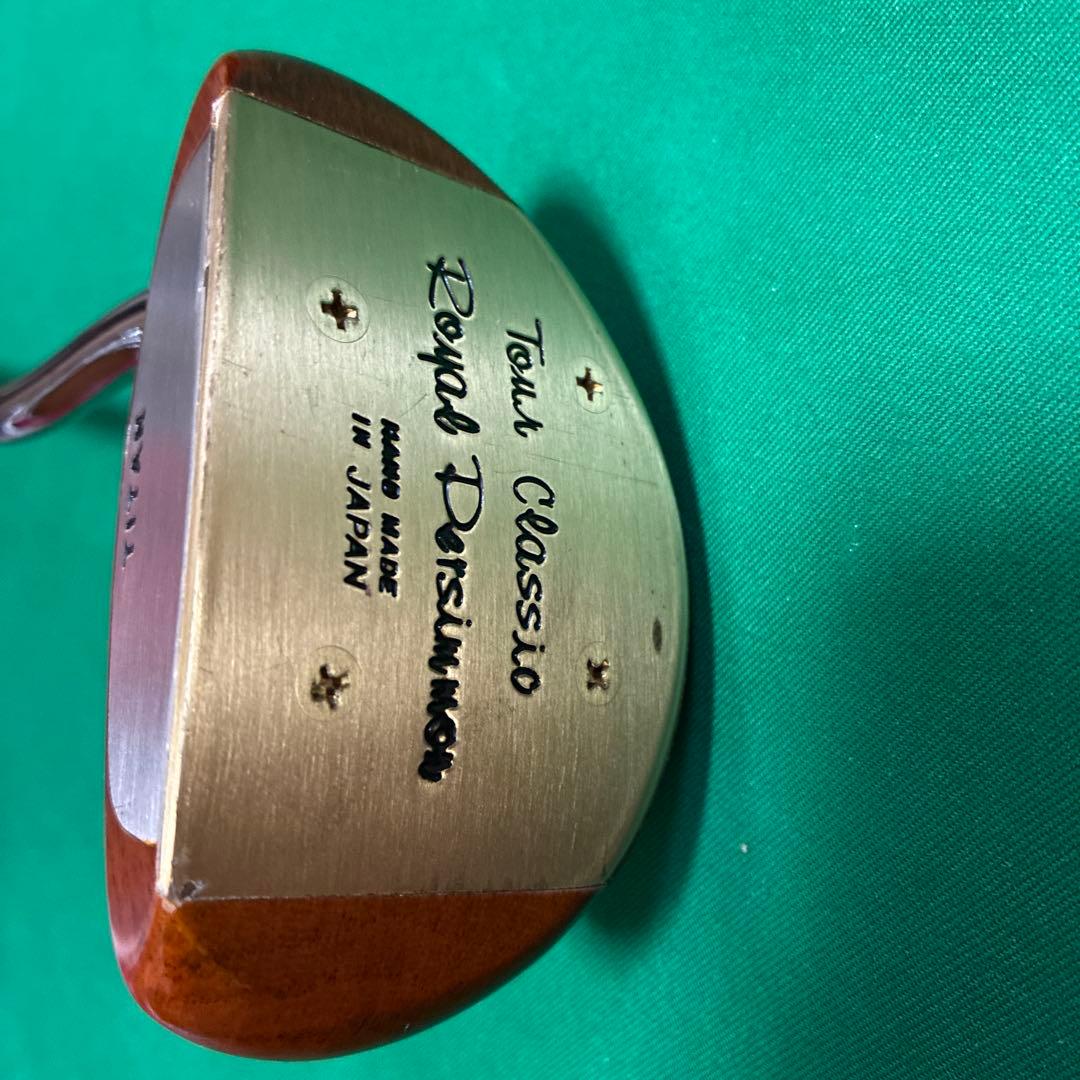 Tour Classic
Royal Persimmon
HAND MADE
IN JAPAN